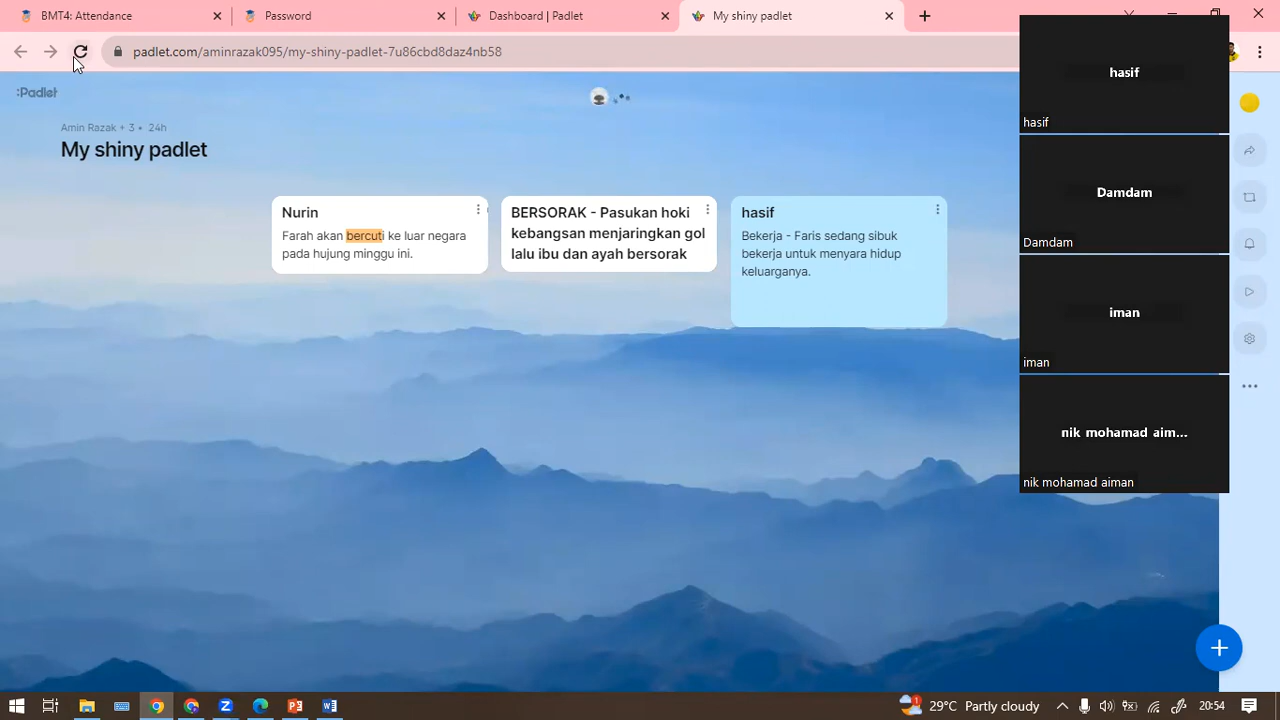 BMT4: Attendance
Password
Dashboard | Padlet
My shiny padlet
padlet.com/aminrazak095/my-shiny-padlet-7u86cbd8daz4nb58
:Padlet
Amin Razak + 3 • 24h
My shiny padlet
Nurin
Farah akan bercuti ke luar negara
pada hujung minggu ini.
BERSORAK - Pasukan hoki
kebangsan menjaringkan gol
lalu ibu dan ayah bersorak
hasif
Bekerja - Faris sedang sibuk
bekerja untuk menyara hidup
keluarganya.
hasif
hasif
Damdam
Damdam
iman
iman
nik mohamad aim...
nik mohamad aiman
29°C Partly cloudy
20:54